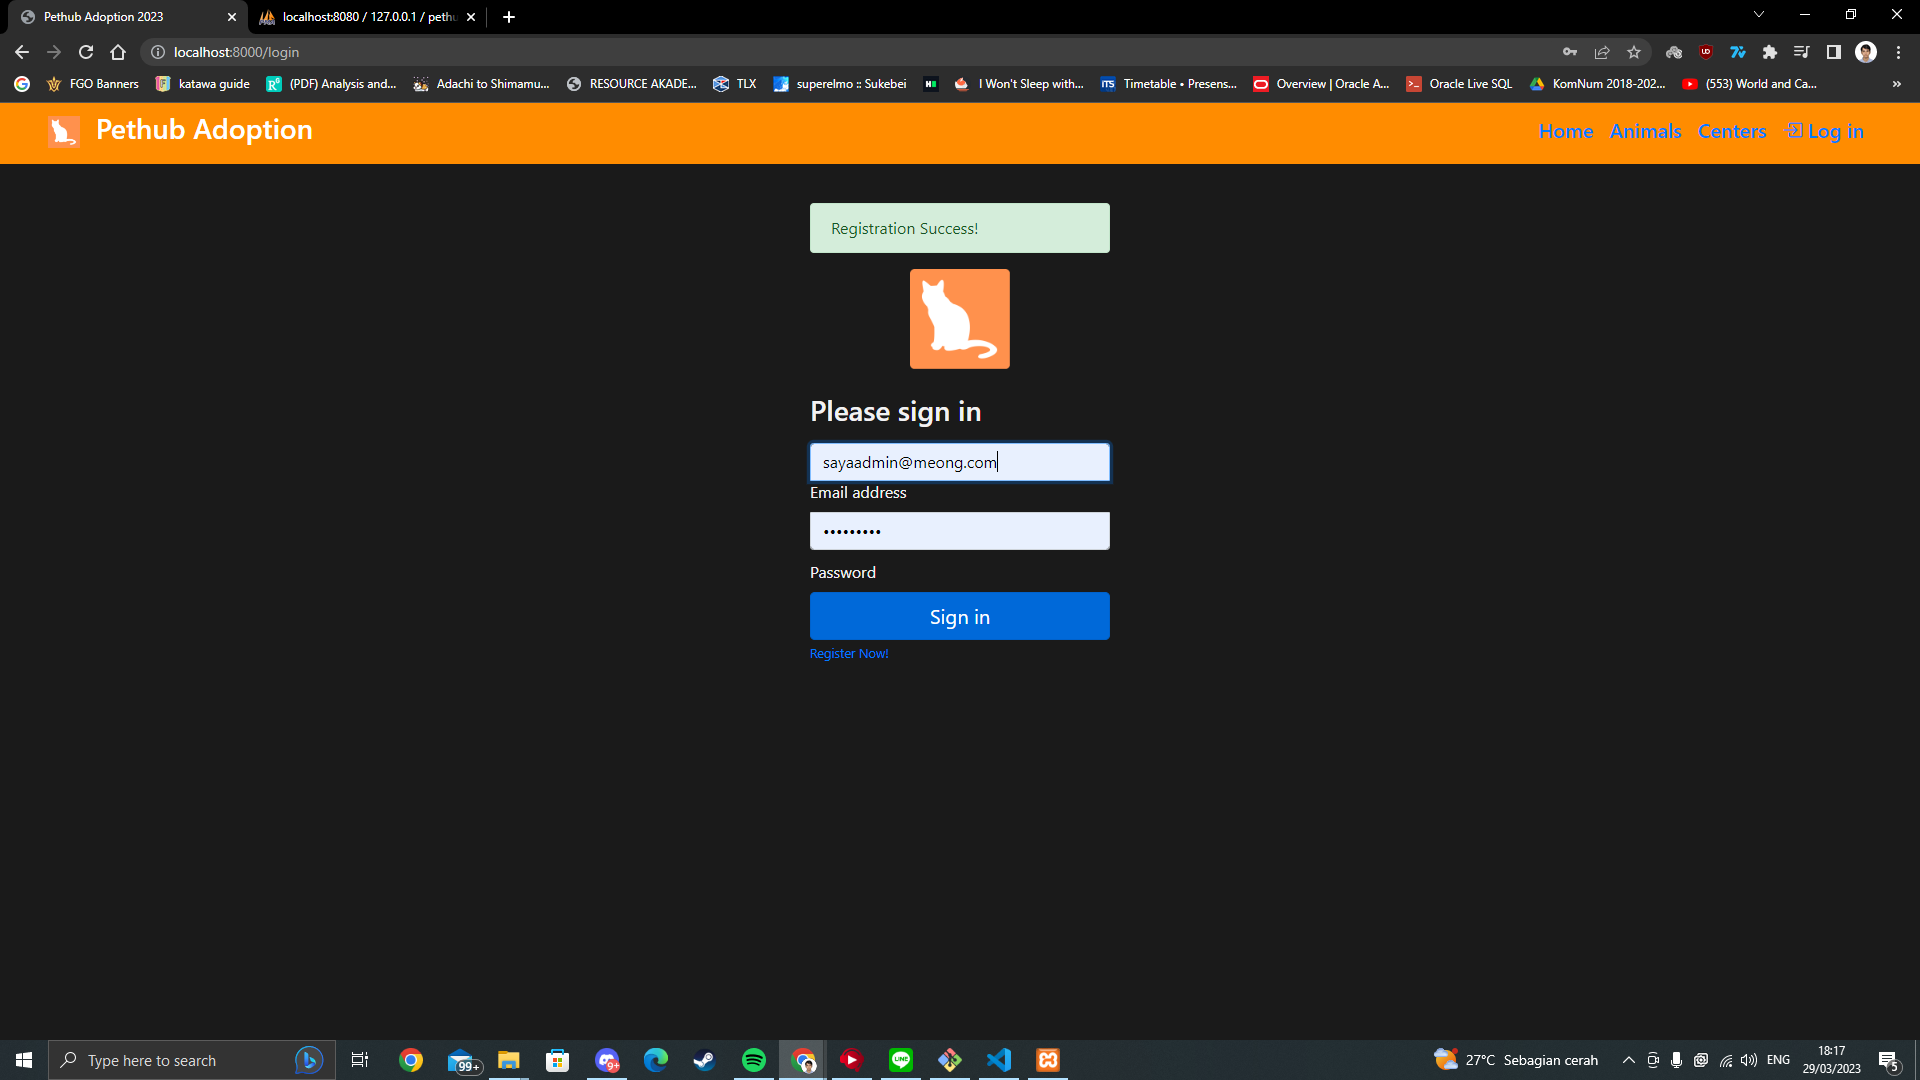 Pethub Adoption 2023
localhost:8080 / 127.0.0.1 / pethu
localhost:8000/login
FGO Banners
katawa guide
(PDF) Analysis and...
Adachi to Shimamu...
RESOURCE AKADE...
TLX
superelmo :: Sukebei
I Won't Sleep with...
Timetable • Presens...
Overview | Oracle A...
Oracle Live SQL
KomNum 2018-202...
(553) World and Ca...
»
Pethub Adoption
Home
Animals
Centers
Log in
Registration Success!
Please sign in
sayaadmin@meong.com
Email address
•••••••••
Password
Sign in
Register Now!
Type here to search
99+
9+
LINE
27°C Sebagian cerah
ENG
18:17
29/03/2023
5